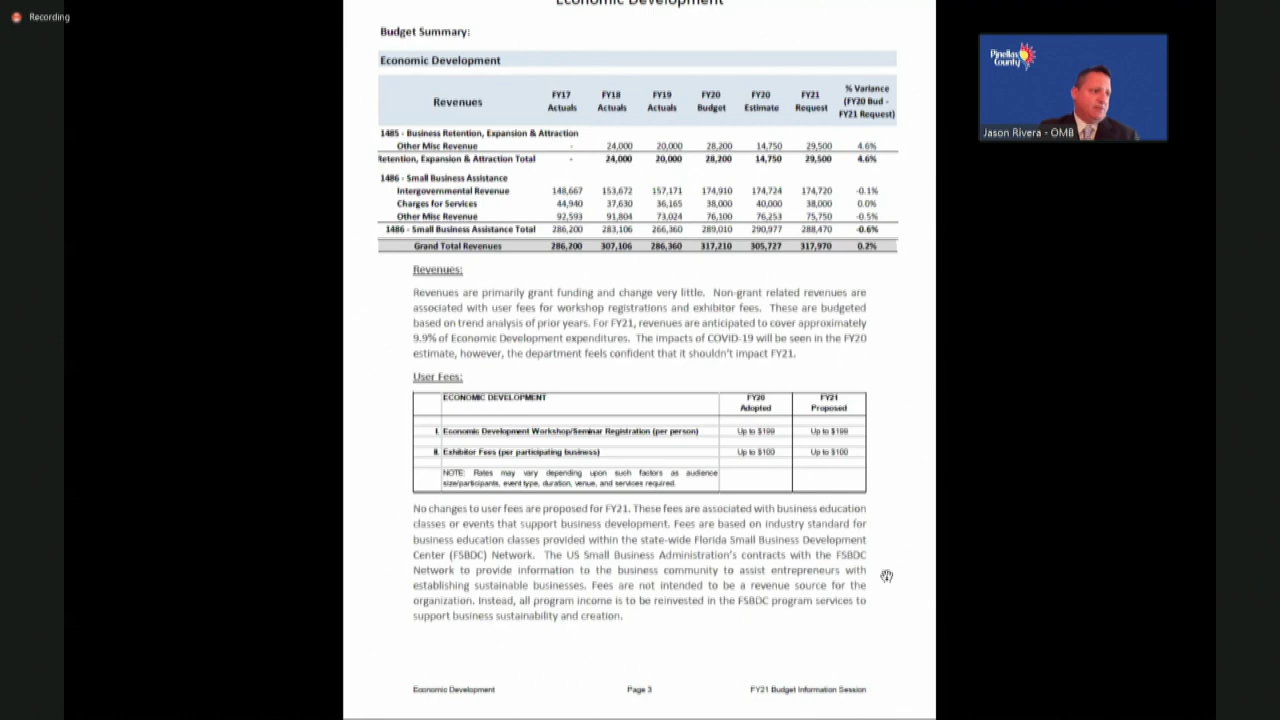 Recording
Economic Development
Budget Summary:
Economic Development
Revenues FY17 Actuals FY18 Actuals FY19 Actuals FY20 Budget FY20 Estimate FY21 Request % Variance (FY20 Bud - FY21 Request)
1485 - Business Retention, Expansion & Attraction
Other Misc Revenue - 24,000 20,000 28,200 14,750 29,500 4.6%
Retention, Expansion & Attraction Total - 24,000 20,000 28,200 14,750 29,500 4.6%
1486 - Small Business Assistance
Intergovernmental Revenue 148,667 153,672 157,171 174,910 174,724 174,720 -0.1%
Charges for Services 44,940 37,630 36,165 38,000 40,000 38,000 0.0%
Other Misc Revenue 92,593 91,804 73,024 76,100 76,253 75,750 -0.5%
1486 - Small Business Assistance Total 286,200 283,106 266,360 289,010 290,977 288,470 -0.6%
Grand Total Revenues 286,200 307,106 286,360 317,210 305,727 317,970 0.2%
Revenues:
Revenues are primarily grant funding and change very little. Non-grant related revenues are
associated with user fees for workshop registrations and exhibitor fees. These are budgeted
based on trend analysis of prior years. For FY21, revenues are anticipated to cover approximately
9.9% of Economic Development expenditures. The impacts of COVID-19 will be seen in the FY20
estimate, however, the department feels confident that it shouldn't impact FY21.
User Fees:
ECONOMIC DEVELOPMENT FY20 Adopted FY21 Proposed
I. Economic Development Workshop/Seminar Registration (per person) Up to $199 Up to $199
II. Exhibitor Fees (per participating business) Up to $100 Up to $100
NOTE: Rates may vary depending upon such factors as audience
size/participants, event type, duration, venue, and services required.
No changes to user fees are proposed for FY21. These fees are associated with business education
classes or events that support business development. Fees are based on industry standard for
business education classes provided within the state-wide Florida Small Business Development
Center (FSBDC) Network. The US Small Business Administration's contracts with the FSBDC
Network to provide information to the business community to assist entrepreneurs with
establishing sustainable businesses. Fees are not intended to be a revenue source for the
organization. Instead, all program income is to be reinvested in the FSBDC program services to
support business sustainability and creation.
Economic Development Page 3 FY21 Budget Information Session
Pinellas
County
Jason Rivera - OMB